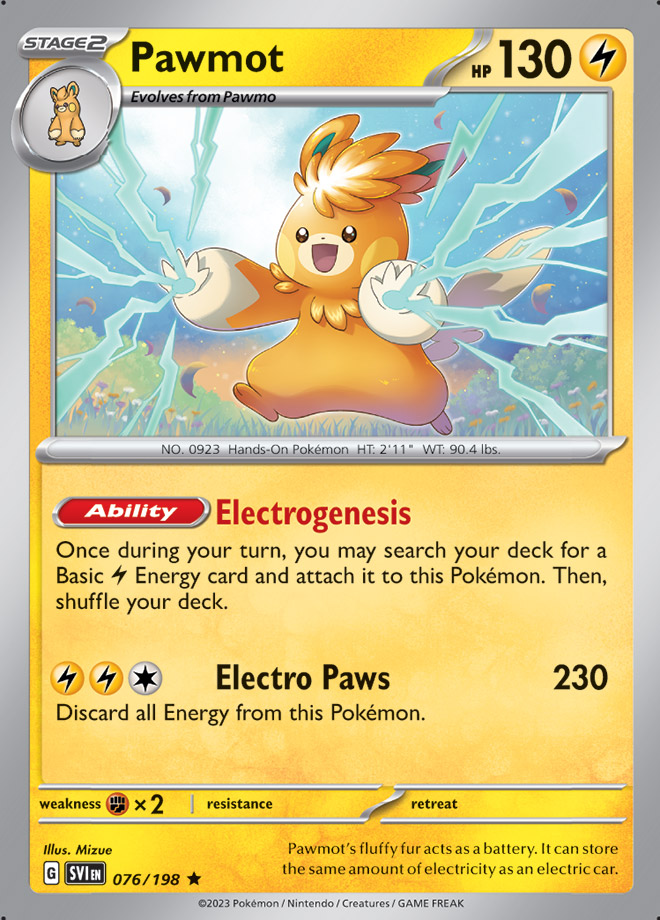 STAGE2
Pawmot
HP 130
Evolves from Pawmo
NO. 0923 Hands-On Pokémon HT: 2'11" WT: 90.4 lbs.
Ability Electrogenesis
Once during your turn, you may search your deck for a
Basic Energy card and attach it to this Pokémon. Then,
shuffle your deck.
Electro Paws 230
Discard all Energy from this Pokémon.
weakness ×2 resistance retreat
Illus. Mizue
Pawmot's fluffy fur acts as a battery. It can store
the same amount of electricity as an electric car.
G SVI EN 076/198 ★
©2023 Pokémon / Nintendo / Creatures / GAME FREAK